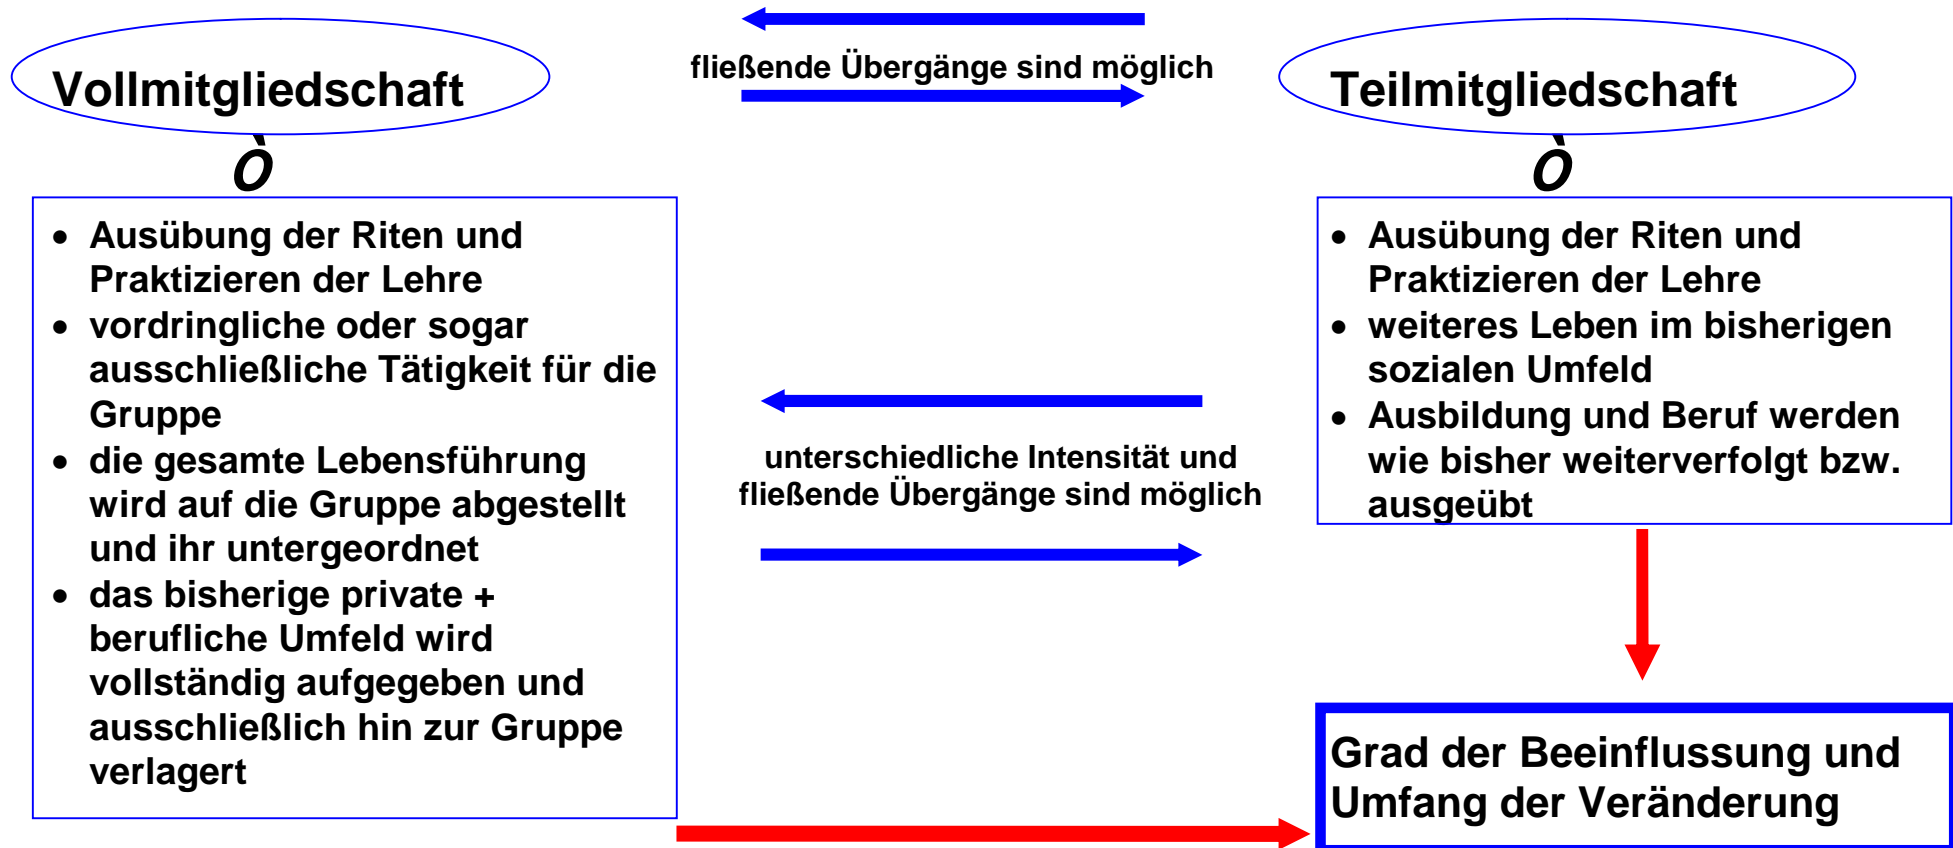 Vollmitgliedschaft
Ò
• Ausübung der Riten und
Praktizieren der Lehre
• vordringliche oder sogar
ausschließliche Tätigkeit für die
Gruppe
• die gesamte Lebensführung
wird auf die Gruppe abgestellt
und ihr untergeordnet
• das bisherige private +
berufliche Umfeld wird
vollständig aufgegeben und
ausschließlich hin zur Gruppe
verlagert
fließende Übergänge sind möglich
unterschiedliche Intensität und
fließende Übergänge sind möglich
Teilmitgliedschaft
Ò
• Ausübung der Riten und
Praktizieren der Lehre
• weiteres Leben im bisherigen
sozialen Umfeld
• Ausbildung und Beruf werden
wie bisher weiterverfolgt bzw.
ausgeübt
Grad der Beeinflussung und
Umfang der Veränderung